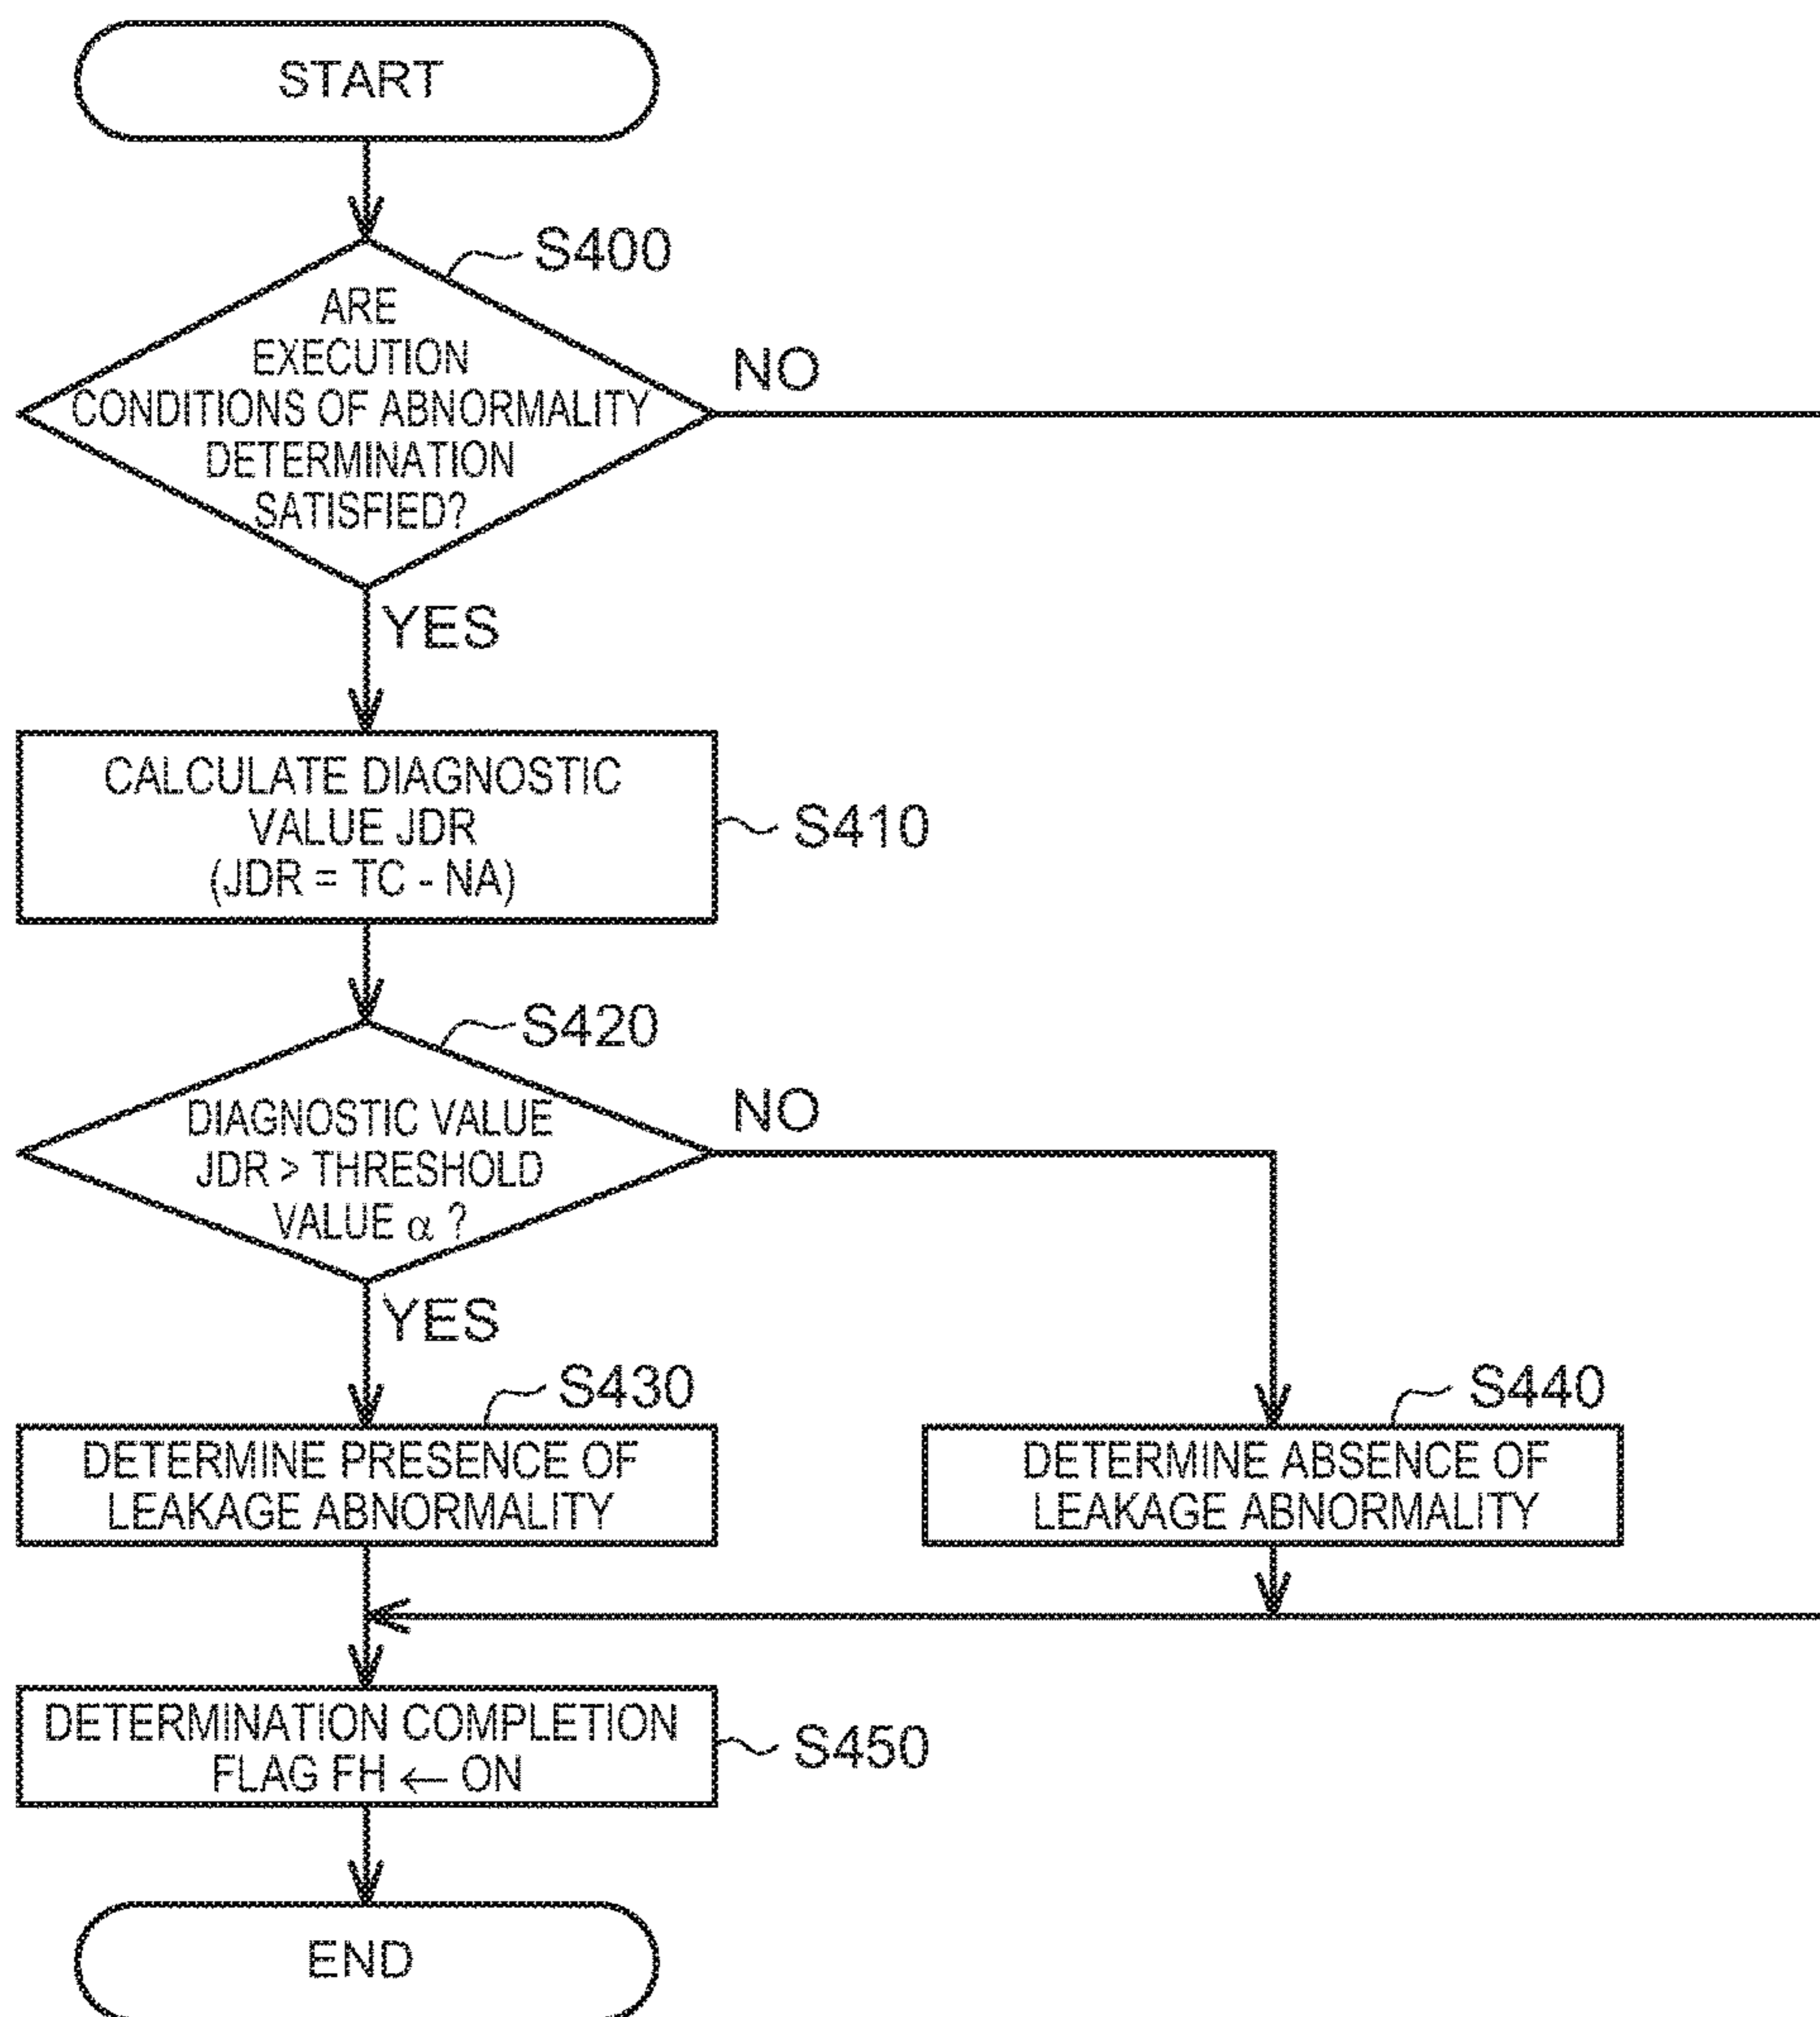 START
S400
ARE
EXECUTION
CONDITIONS OF ABNORMALITY
DETERMINATION
SATISFIED?
NO
YES
CALCULATE DIAGNOSTIC
VALUE JDR
(JDR = TC - NA)
S410
S420
DIAGNOSTIC VALUE
JDR > THRESHOLD
VALUE α ?
NO
YES
S430
DETERMINE PRESENCE OF
LEAKAGE ABNORMALITY
S440
DETERMINE ABSENCE OF
LEAKAGE ABNORMALITY
DETERMINATION COMPLETION
FLAG FH ← ON
S450
END